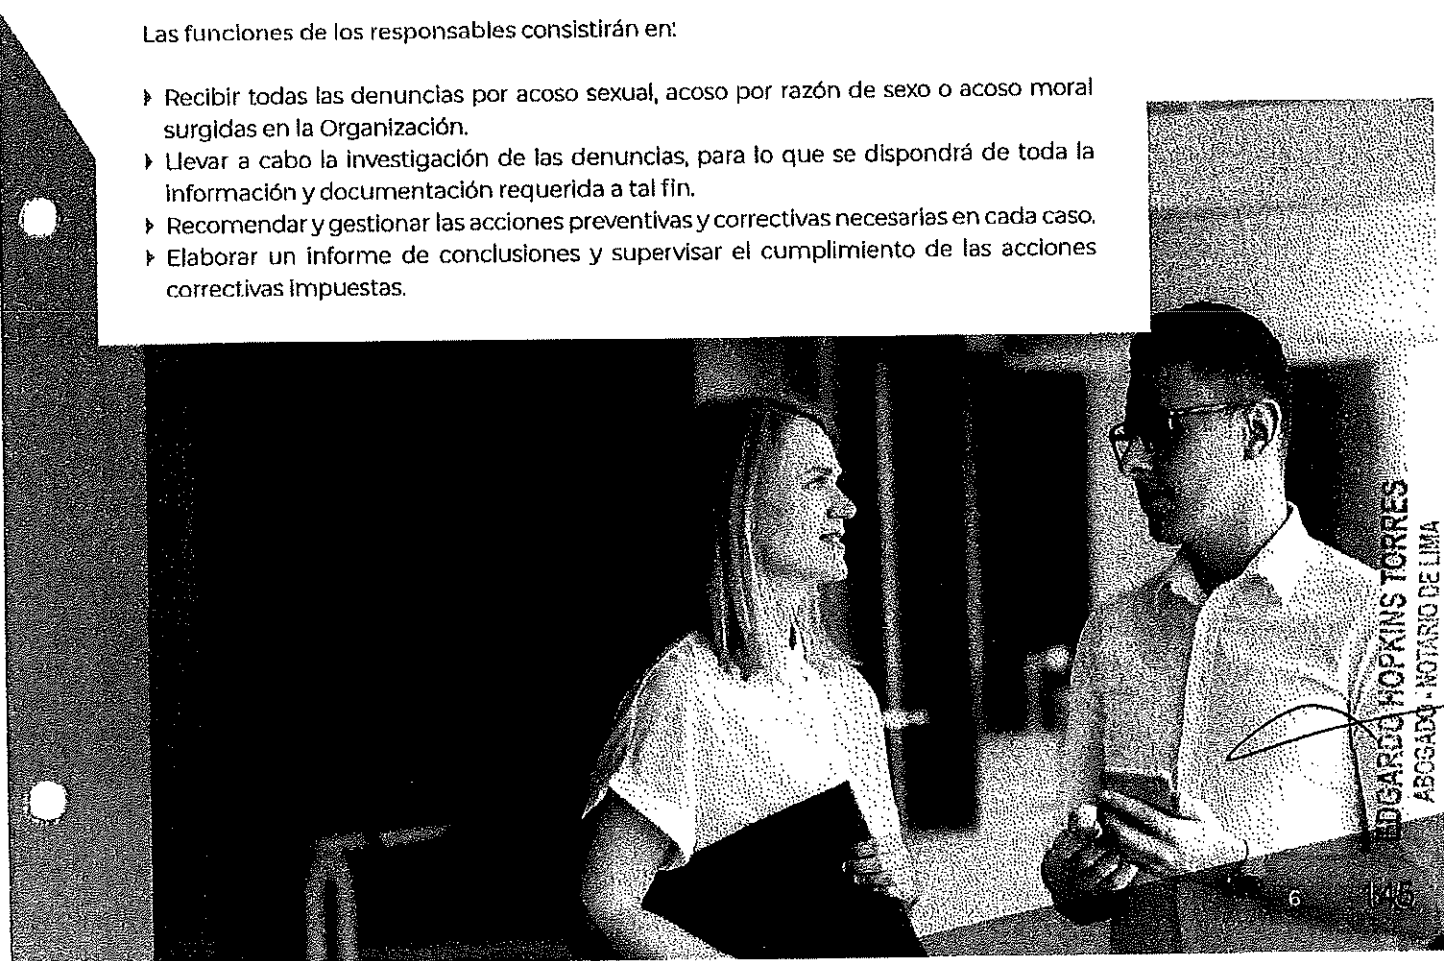 Las funciones de los responsables consistirán en:
Recibir todas las denuncias por acoso sexual, acoso por razón de sexo o acoso moral
surgidas en la Organización.
Llevar a cabo la investigación de las denuncias, para lo que se dispondrá de toda la
información y documentación requerida a tal fin.
Recomendar y gestionar las acciones preventivas y correctivas necesarias en cada caso.
Elaborar un informe de conclusiones y supervisar el cumplimiento de las acciones
correctivas impuestas.
EDGARDO HOPKINS TORRES
ABOGADO - NOTARIO DE LIMA
6
145